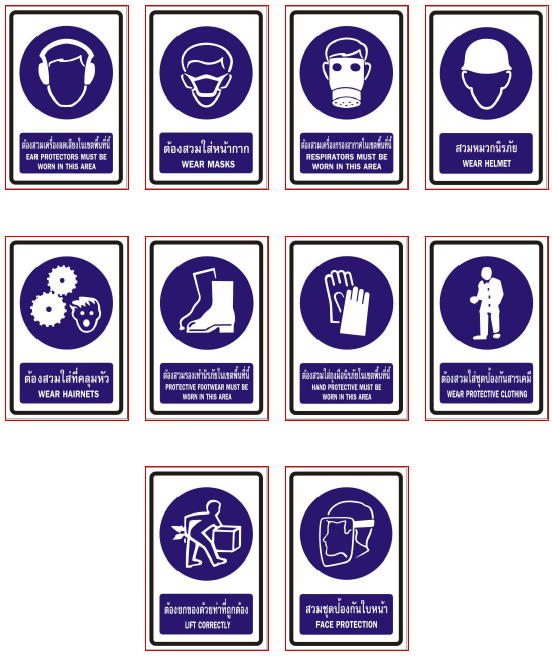 ต้องสวมเครื่องลดเสียงในเขตพื้นที่นี้
EAR PROTECTORS MUST BE
WORN IN THIS AREA
ต้องสวมใส่หน้ากาก
WEAR MASKS
ต้องสวมเครื่องกรองอากาศในเขตพื้นที่นี้
RESPIRATORS MUST BE
WORN IN THIS AREA
สวมหมวกนิรภัย
WEAR HELMET
ต้องสวมใส่ที่คลุมหัว
WEAR HAIRNETS
ต้องสวมรองเท้านิรภัยในเขตพื้นที่นี้
PROTECTIVE FOOTWEAR MUST BE
WORN IN THIS AREA
ต้องสวมใส่ถุงมือนิรภัยในเขตพื้นที่นี้
HAND PROTECTIVE MUST BE
WORN IN THIS AREA
ต้องสวมใส่ชุดป้องกันสารเคมี
WEAR PROTECTIVE CLOTHING
ต้องยกของด้วยท่าที่ถูกต้อง
LIFT CORRECTLY
สวมชุดป้องกันใบหน้า
FACE PROTECTION